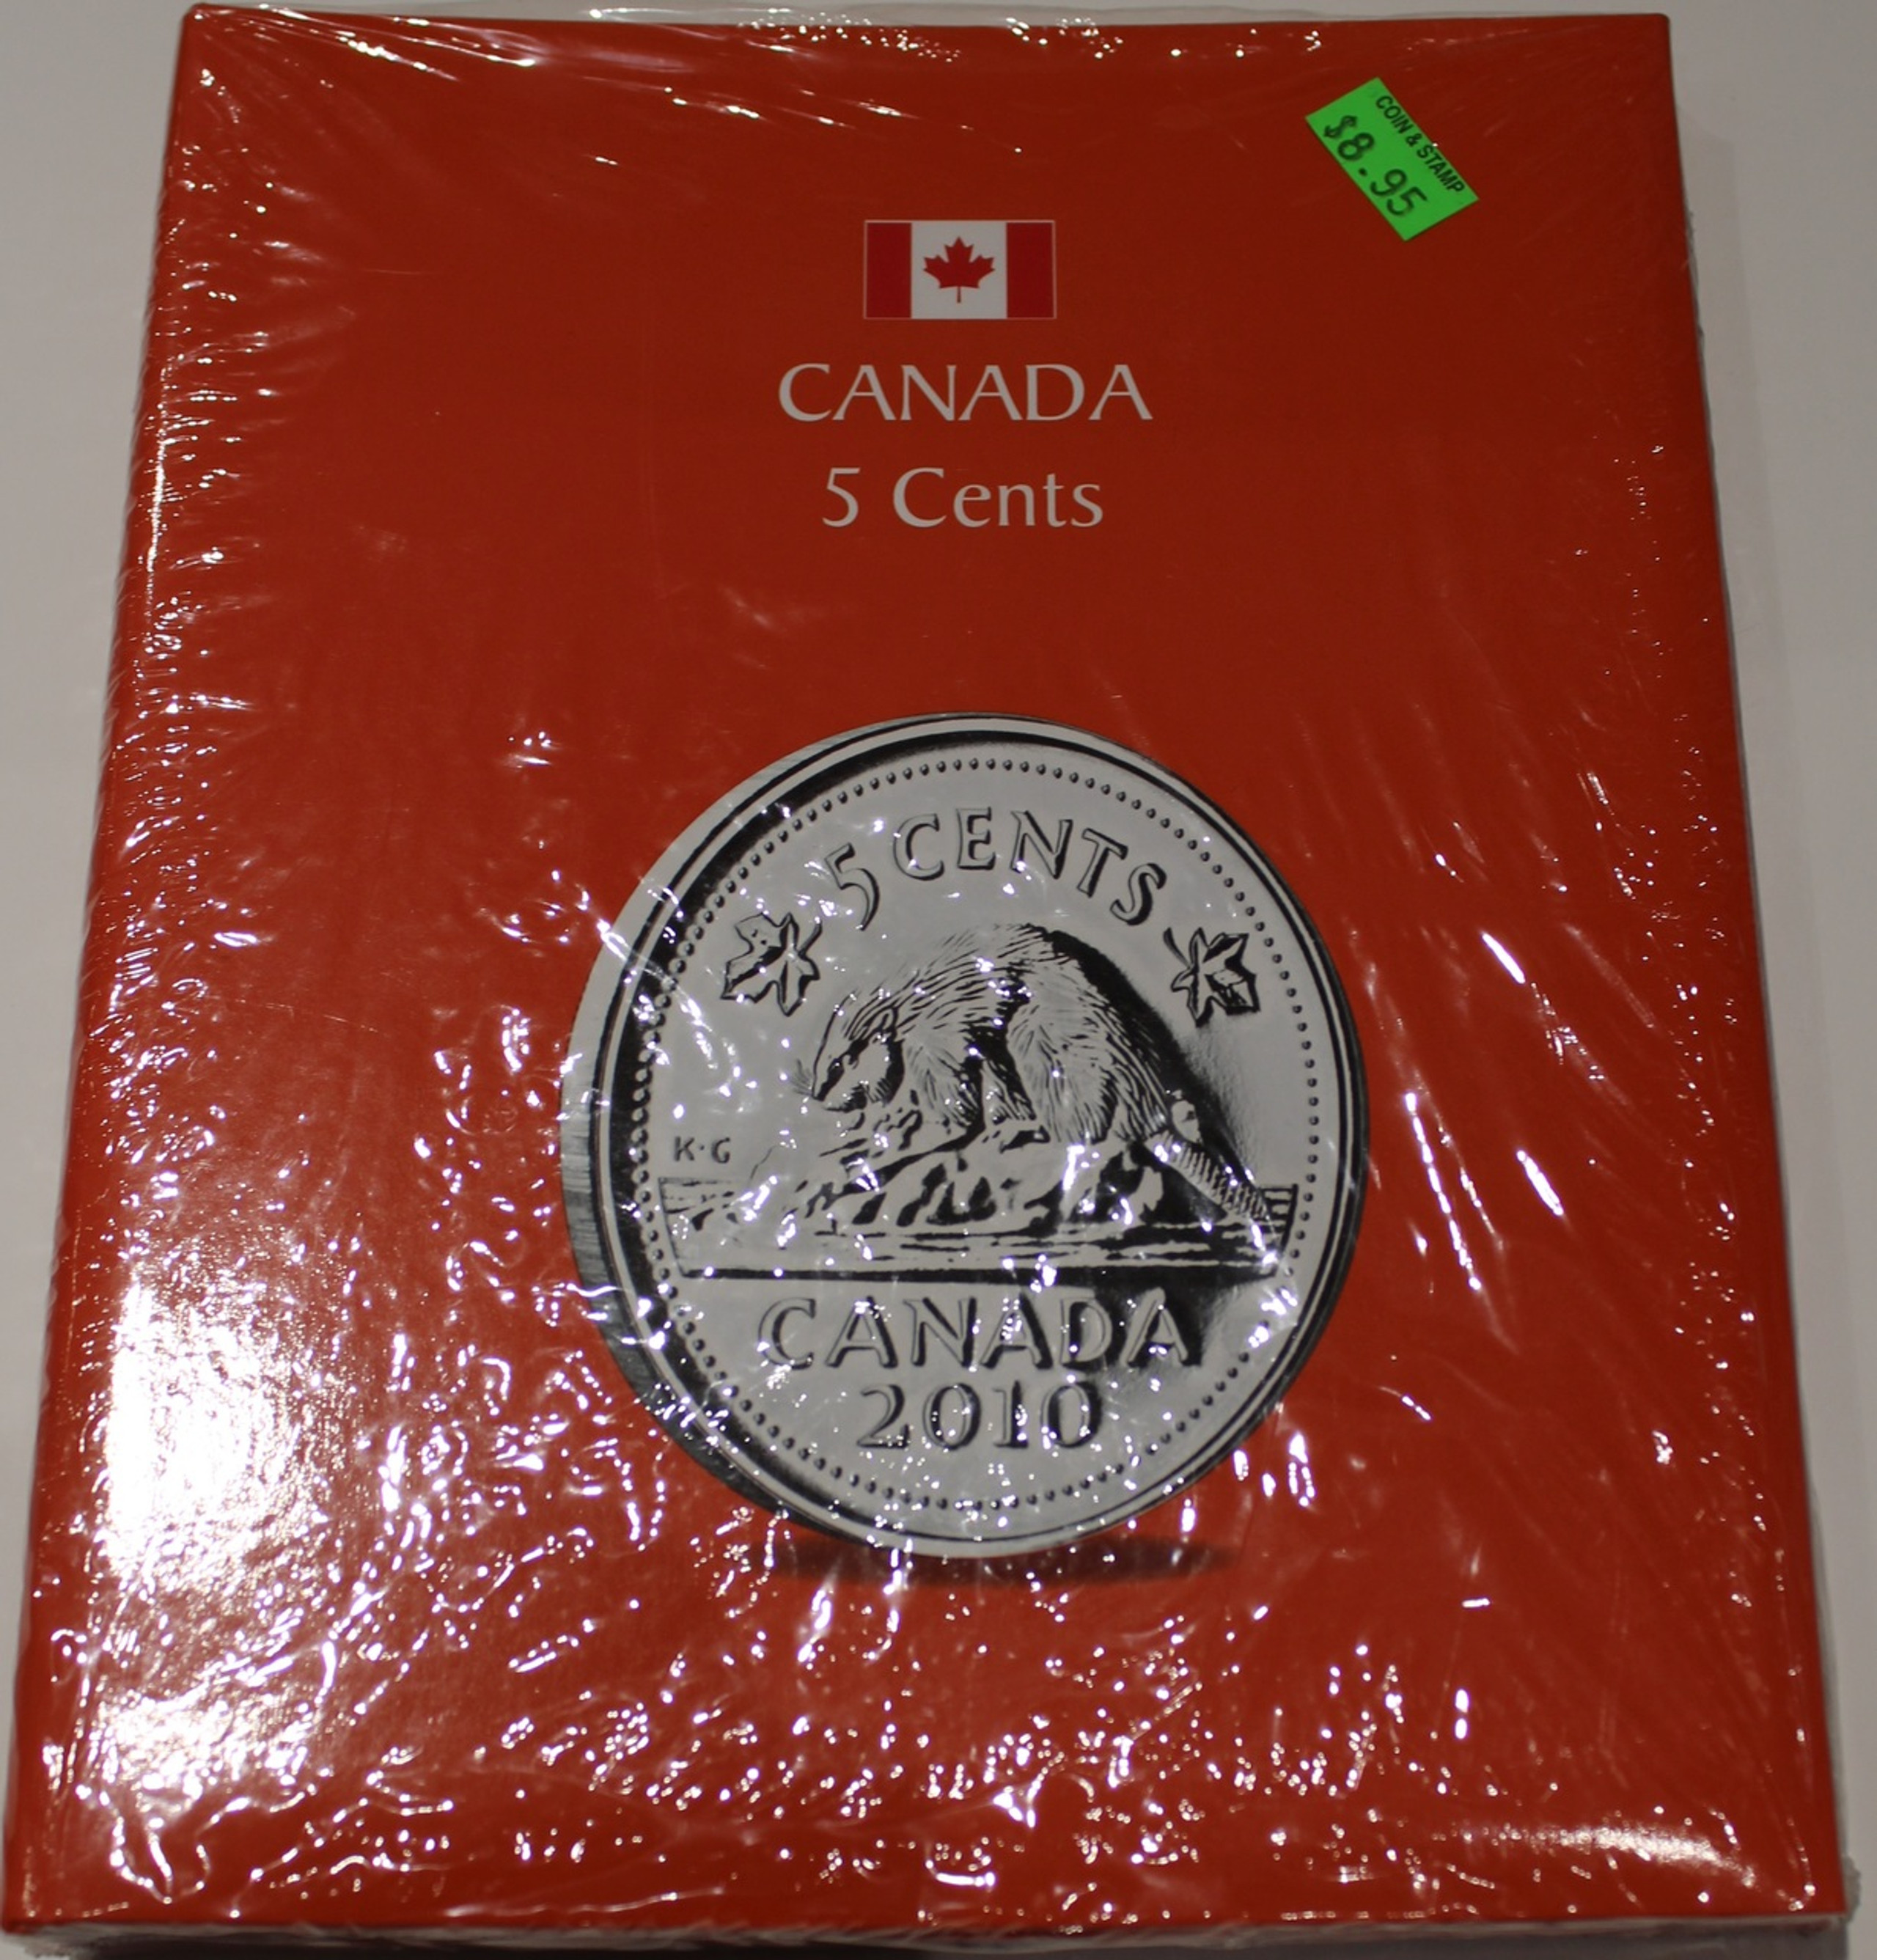 COIN & STAMP
$8.95
CANADA
5 Cents
5 CENTS
K·G
CANADA
2010